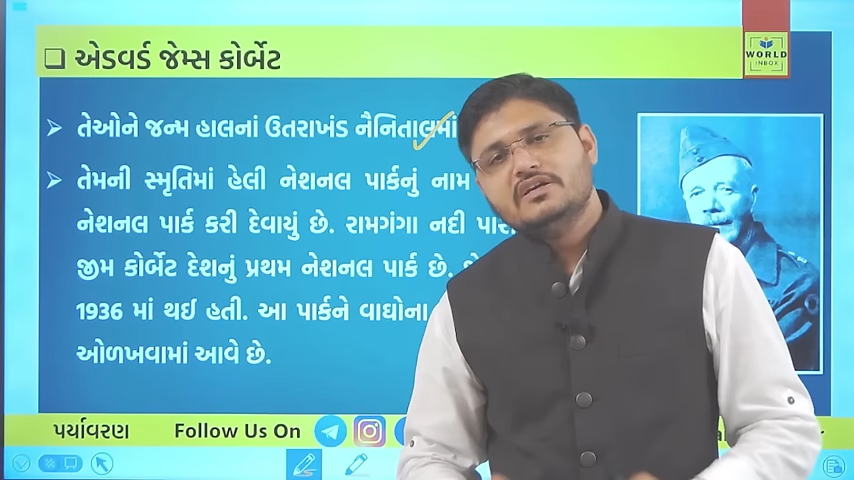 ❑ એડવર્ડ જેમ્સ કોર્બેટ
WORLD
INBOX
➢ તેઓને જન્મ હાલનાં ઉતરાખંડ નૈનિતાલમાં
➢ તેમની સ્મૃતિમાં હેલી નેશનલ પાર્કનું નામ
નેશનલ પાર્ક કરી દેવાયું છે. રામગંગા નદી
જીમ કોર્બેટ દેશનું પ્રથમ નેશનલ પાર્ક છે.
1936 માં થઈ હતી. આ પાર્કને વાઘોના
ઓળખવામાં આવે છે.
પર્યાવરણ
Follow Us On